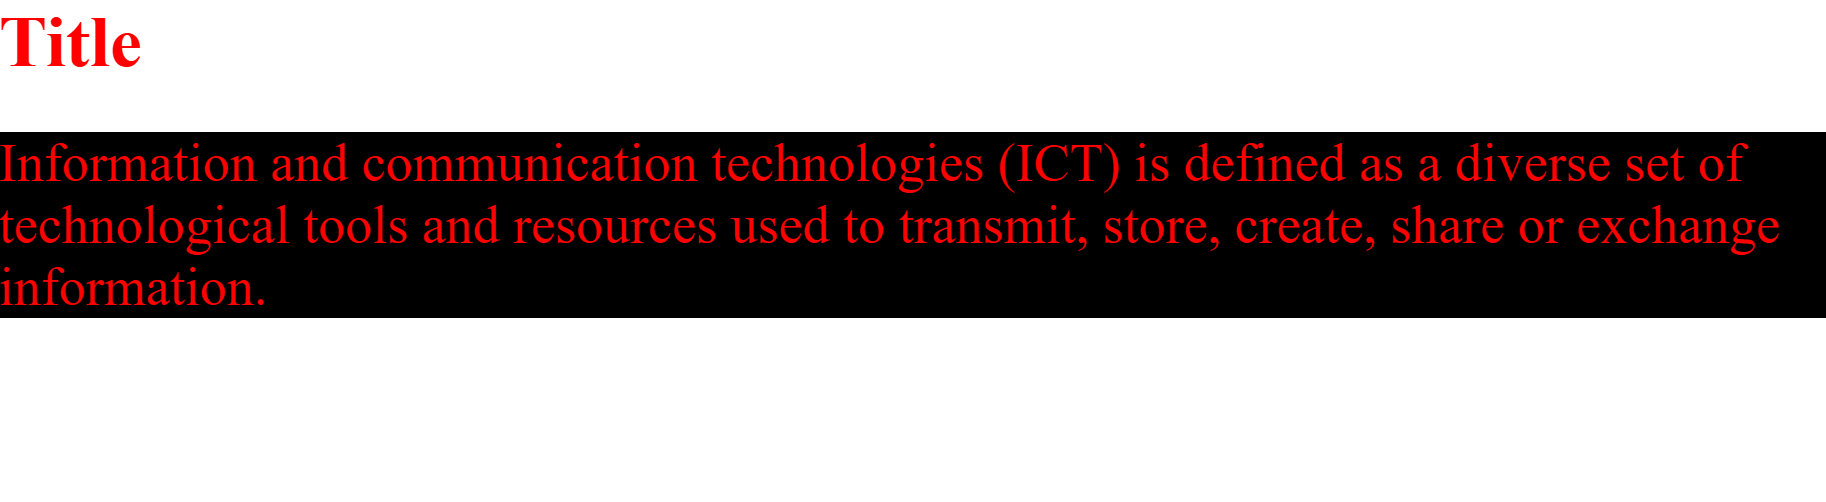 Title
Information and communication technologies (ICT) is defined as a diverse set of
technological tools and resources used to transmit, store, create, share or exchange
information.